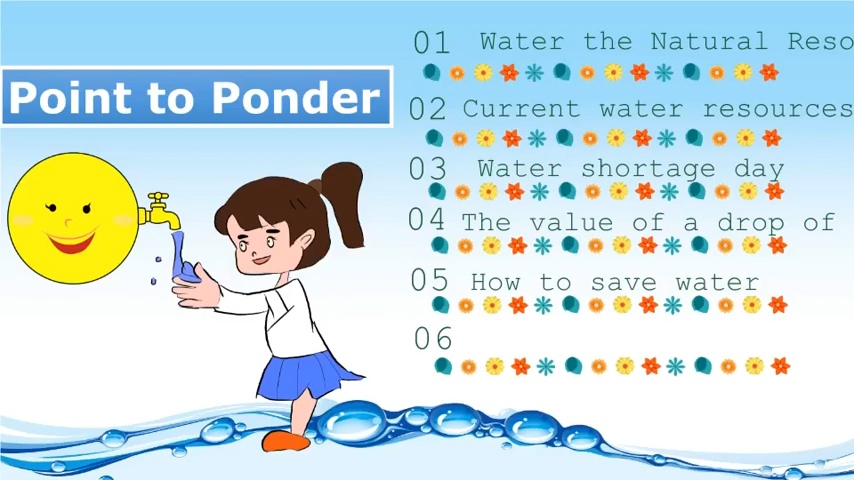 Point to Ponder
01 Water the Natural Reso
02 Current water resources
03 Water shortage day
04 The value of a drop of
05 How to save water
06